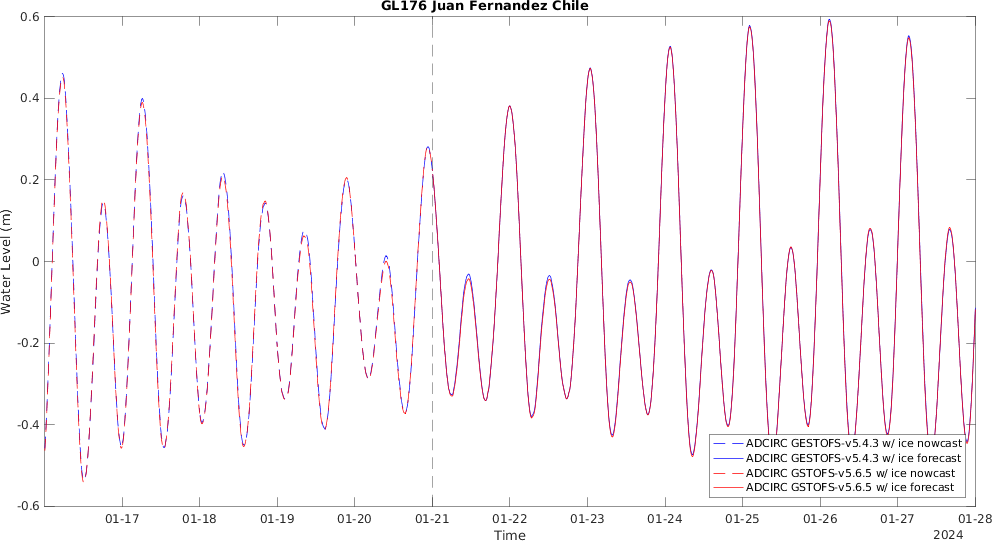 GL176 Juan Fernandez Chile
0.6
0.4
0.2
0
-0.2
-0.4
-0.6
Water Level (m)
ADCIRC GESTOFS-v5.4.3 w/ ice nowcast
ADCIRC GESTOFS-v5.4.3 w/ ice forecast
ADCIRC GSTOFS-v5.6.5 w/ ice nowcast
ADCIRC GSTOFS-v5.6.5 w/ ice forecast
01-17 01-18 01-19 01-20 01-21 01-22 01-23 01-24 01-25 01-26 01-27 01-28
Time
2024